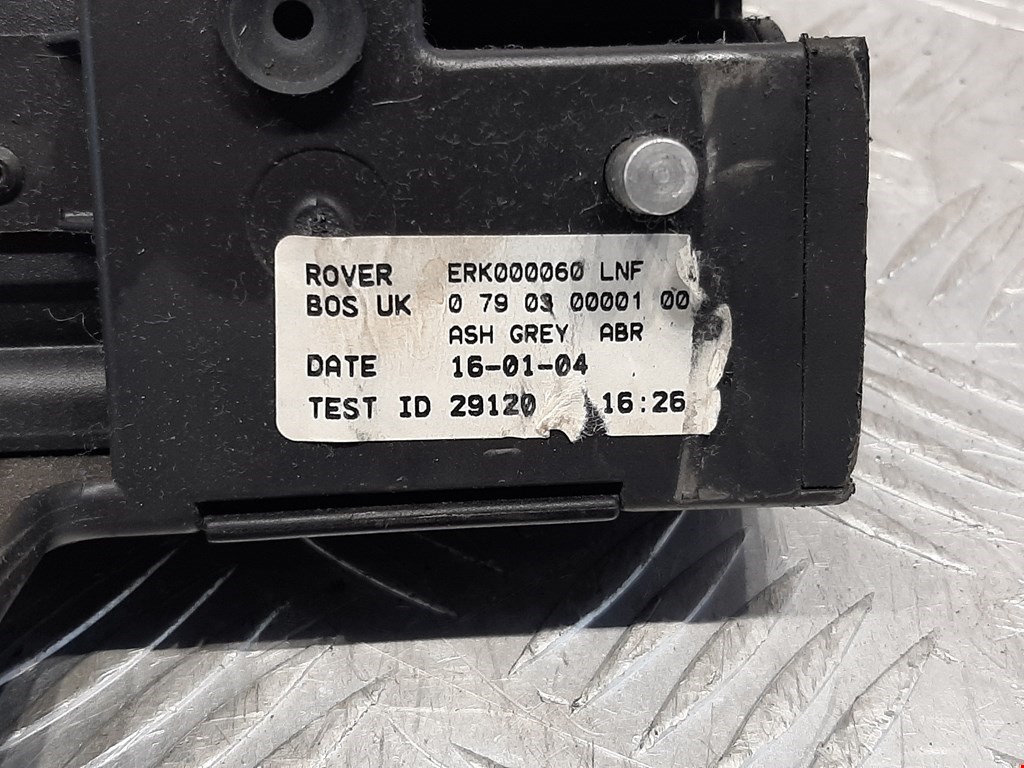 ROVER ERK000060 LNF
BOS UK 0 79 03 00001 00
ASH GREY ABR
DATE 16-01-04
TEST ID 29120 16:26